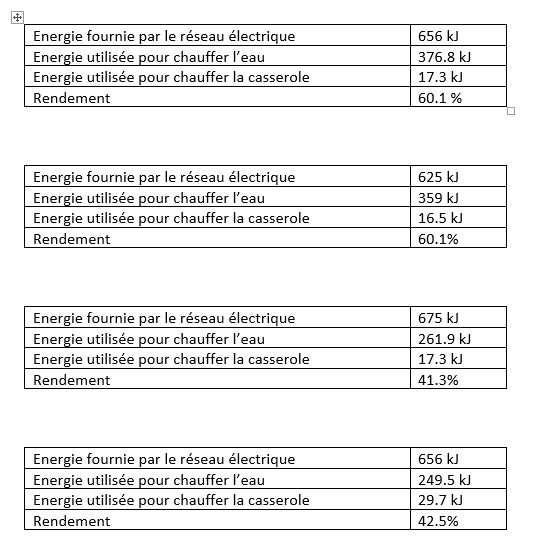 Energie fournie par le réseau électrique 656 kJ
Energie utilisée pour chauffer l’eau 376.8 kJ
Energie utilisée pour chauffer la casserole 17.3 kJ
Rendement 60.1 %
Energie fournie par le réseau électrique 625 kJ
Energie utilisée pour chauffer l’eau 359 kJ
Energie utilisée pour chauffer la casserole 16.5 kJ
Rendement 60.1%
Energie fournie par le réseau électrique 675 kJ
Energie utilisée pour chauffer l’eau 261.9 kJ
Energie utilisée pour chauffer la casserole 17.3 kJ
Rendement 41.3%
Energie fournie par le réseau électrique 656 kJ
Energie utilisée pour chauffer l’eau 249.5 kJ
Energie utilisée pour chauffer la casserole 29.7 kJ
Rendement 42.5%